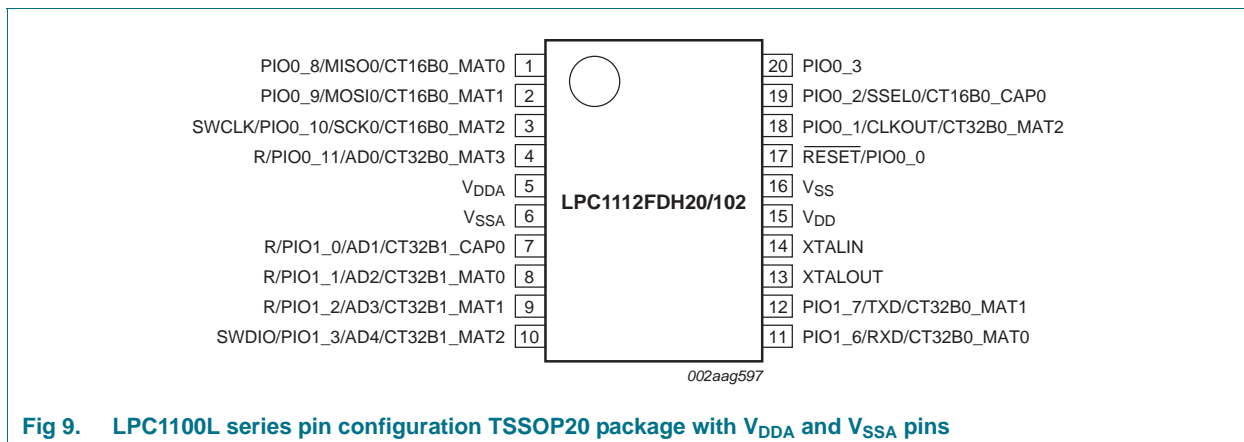 PIO0_8/MISO0/CT16B0_MAT0 1
PIO0_9/MOSI0/CT16B0_MAT1 2
SWCLK/PIO0_10/SCK0/CT16B0_MAT2 3
R/PIO0_11/AD0/CT32B0_MAT3 4
VDDA 5
VSSA 6
R/PIO1_0/AD1/CT32B1_CAP0 7
R/PIO1_1/AD2/CT32B1_MAT0 8
R/PIO1_2/AD3/CT32B1_MAT1 9
SWDIO/PIO1_3/AD4/CT32B1_MAT2 10
LPC1112FDH20/102
20 PIO0_3
19 PIO0_2/SSEL0/CT16B0_CAP0
18 PIO0_1/CLKOUT/CT32B0_MAT2
17 RESET/PIO0_0
16 VSS
15 VDD
14 XTALIN
13 XTALOUT
12 PIO1_7/TXD/CT32B0_MAT1
11 PIO1_6/RXD/CT32B0_MAT0
002aag597
Fig 9. LPC1100L series pin configuration TSSOP20 package with VDDA and VSSA pins